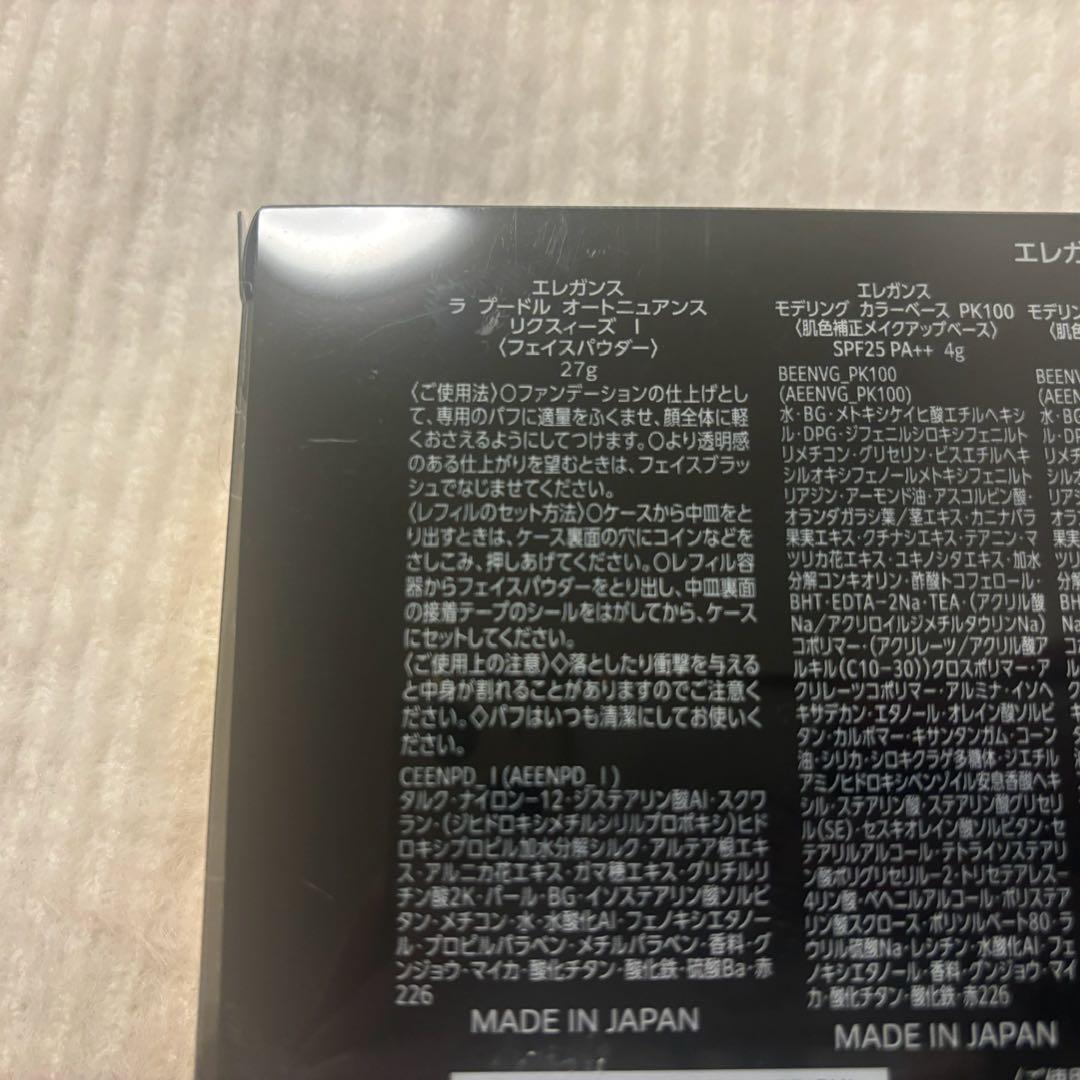 エレガ
エレガンス
ラ プードル オートニュアンス
リクスィーズ Ⅰ
〈フェイスパウダー〉
27g
〈ご使用法〉○ファンデーションの仕上げとし
て、専用のパフに適量をふくませ、顔全体に軽
くおさえるようにしてつけます。○より透明感
のある仕上がりを望むときは、フェイスブラッ
シュでなじませてください。
〈レフィルのセット方法〉○ケースから中皿をと
り出すときは、ケース裏面の穴にコインなどを
さしこみ、押しあげてください。○レフィル容
器からフェイスパウダーをとり出し、中皿裏面
の接着テープのシールをはがしてから、ケース
にセットしてください。
〈ご使用上の注意〉◇落としたり衝撃を与える
と中身が割れることがありますのでご注意く
ださい。◇パフはいつも清潔にしてお使いく
ださい。
CEENPD_Ⅰ(AEENPD_Ⅰ)
タルク・ナイロン－12・ジステアリン酸Al・スクワ
ラン・(ジヒドロキシメチルシリルプロポキシ)ヒド
ロキシプロピル加水分解シルク・アルテア根エキ
ス・アルニカ花エキス・ガマ穂エキス・グリチルリ
チン酸2K・パール・BG・イソステアリン酸ソルビ
タン・メチコン・水・水酸化Al・フェノキシエタノー
ル・プロピルパラベン・メチルパラベン・香料・グ
ンジョウ・マイカ・酸化チタン・酸化鉄・硫酸Ba・赤
226
MADE IN JAPAN
エレガンス
モデリング カラーベース PK100
〈肌色補正メイクアップベース〉
SPF25 PA++ 4g
BEENVG_PK100
(AEENVG_PK100)
水・BG・メトキシケイヒ酸エチルヘキシ
ル・DPG・ジフェニルシロキシフェニルト
リメチコン・グリセリン・ビスエチルヘキ
シルオキシフェノールメトキシフェニルト
リアジン・アーモンド油・アスコルビン酸・
オランダガラシ葉/茎エキス・カニナバラ
果実エキス・クチナシエキス・テアニン・マ
ツリカ花エキス・ユキノシタエキス・加水
分解コンキオリン・酢酸トコフェロール・
BHT・EDTA－2Na・TEA・(アクリル酸
Na/アクリロイルジメチルタウリンNa)
コポリマー・(アクリレーツ/アクリル酸ア
ルキル(C10－30))クロスポリマー・ア
クリレーツコポリマー・アルミナ・イソヘ
キサデカン・エタノール・オレイン酸ソルビ
タン・カルボマー・キサンタンガム・コーン
油・シリカ・シロキクラゲ多糖体・ジエチル
アミノヒドロキシベンゾイル安息香酸ヘキ
シル・ステアリン酸・ステアリン酸グリセリ
ル(SE)・セスキオレイン酸ソルビタン・セ
テアリルアルコール・テトライソステアリ
ン酸ポリグリセリル－2・トリセテアレス－
4リン酸・ベヘニルアルコール・ポリステア
リン酸スクロース・ポリソルベート80・ラ
ウリル硫酸Na・レシチン・水酸化Al・フェ
ノキシエタノール・香料・グンジョウ・マイ
カ・酸化チタン・酸化鉄・赤226
MADE IN JAPAN
モデリン
〈肌色
BEENV
(AEEN
水・BG
ル・DP
リメチ
シルオ
リアジ
オラン
果実エ
ツリカ
分解
BHT
Na/